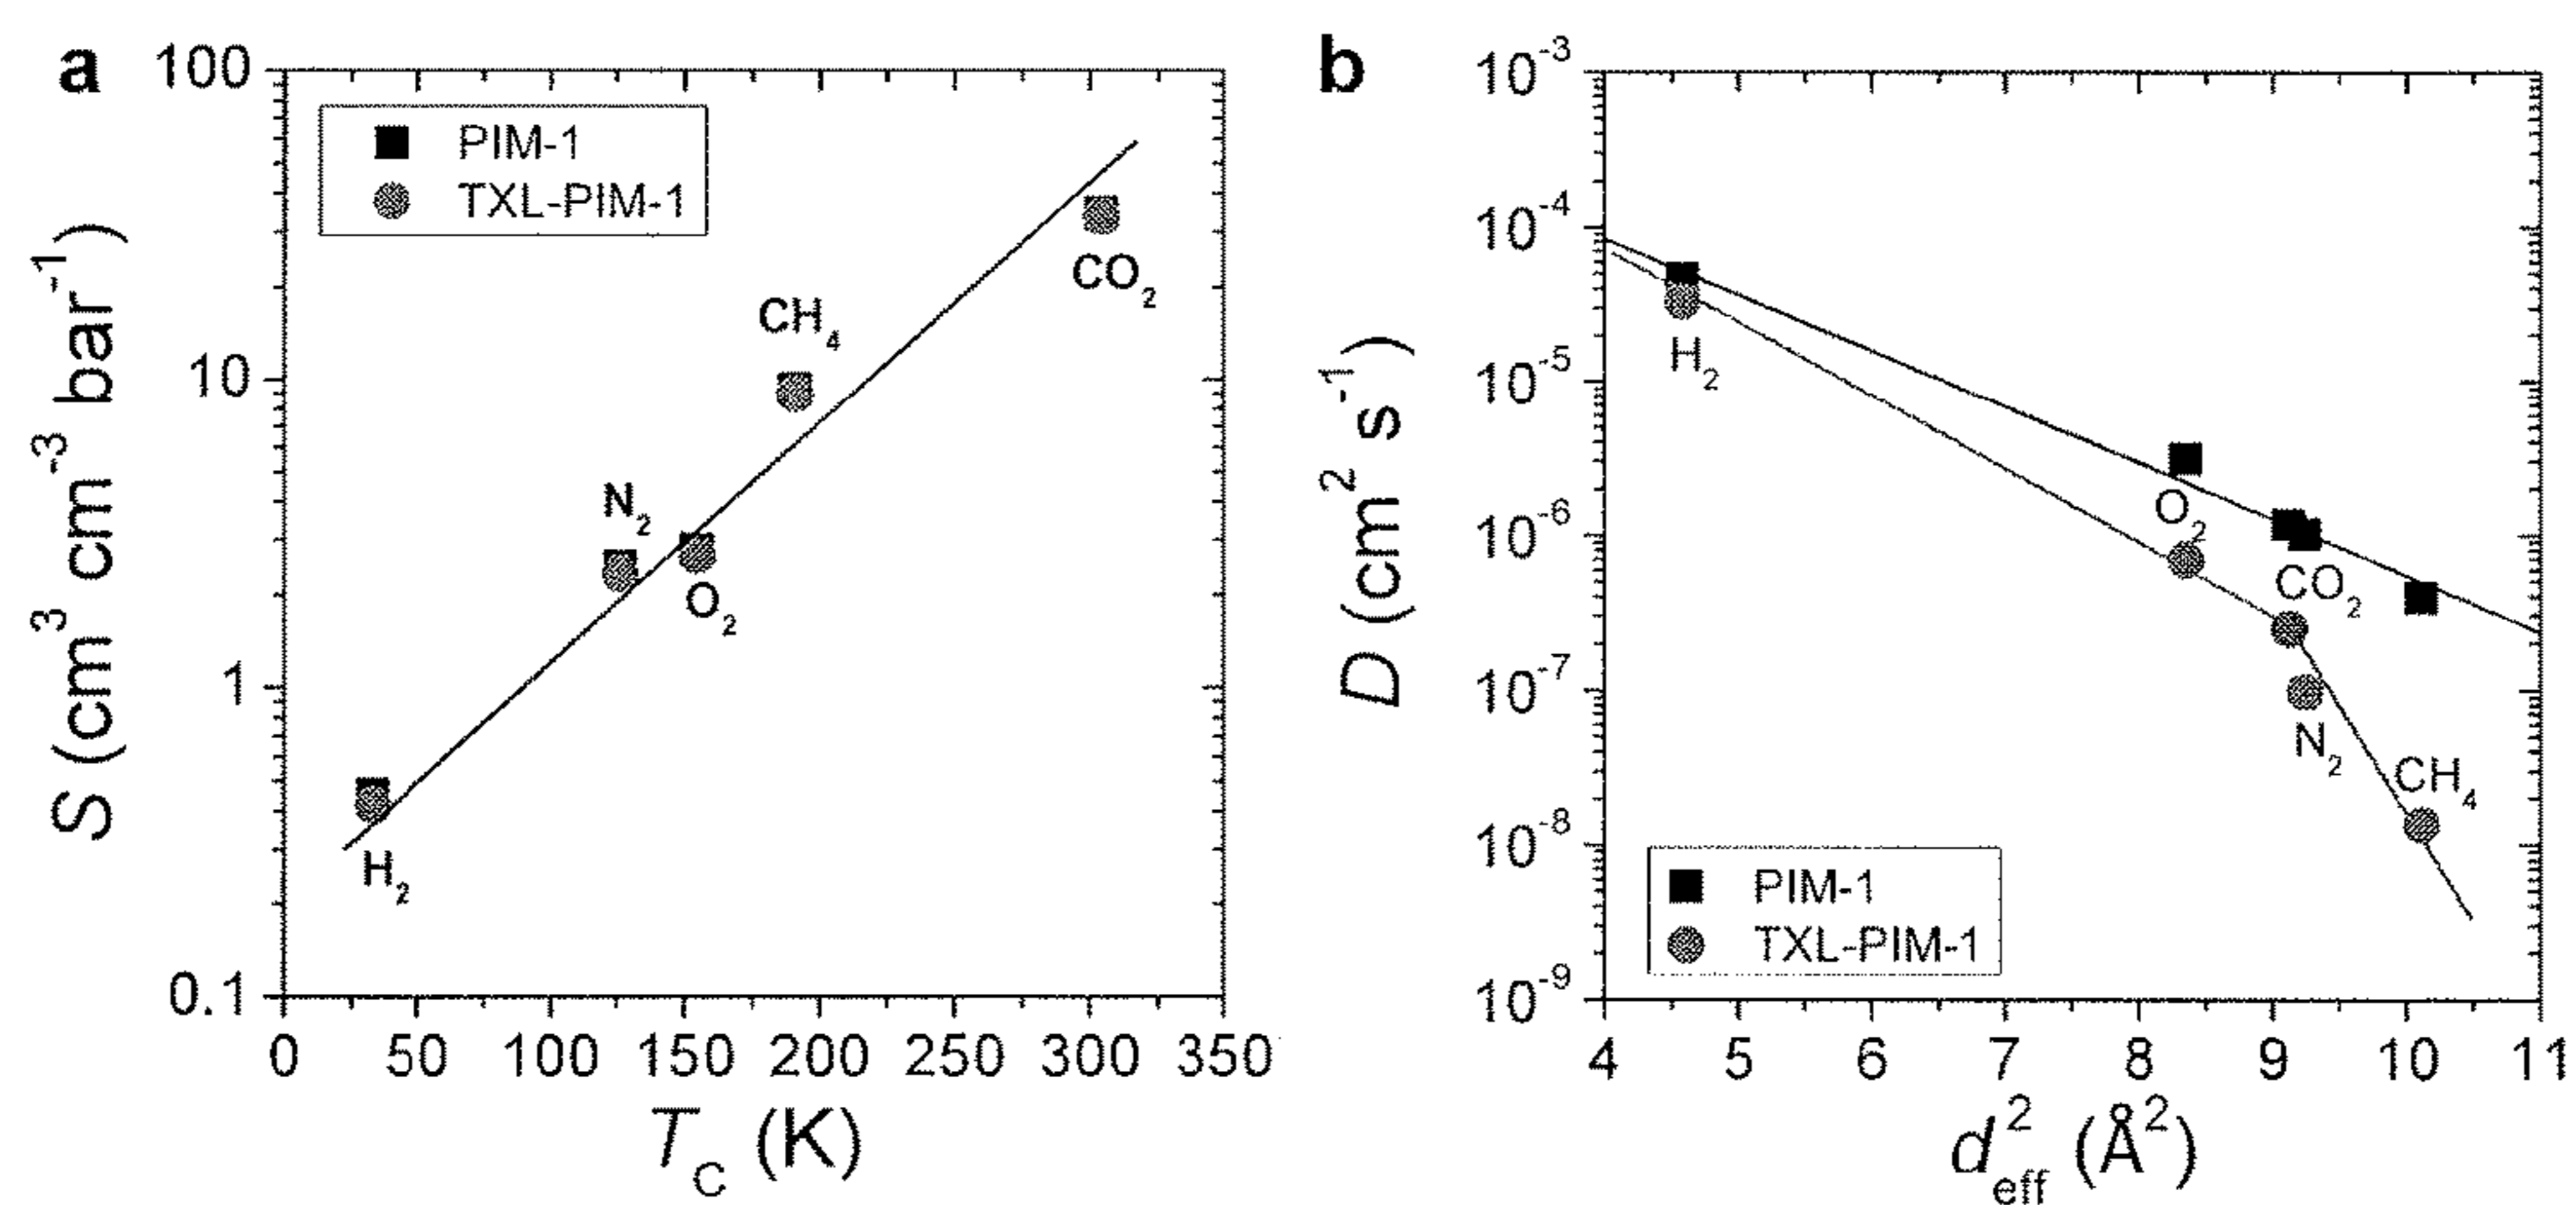 a
100
10
1
0.1
S (cm³ cm⁻³ bar⁻¹)
PIM-1
TXL-PIM-1
H₂
N₂
O₂
CH₄
CO₂
0 50 100 150 200 250 300 350
T_C (K)
b
10⁻³
10⁻⁴
10⁻⁵
10⁻⁶
10⁻⁷
10⁻⁸
10⁻⁹
D (cm² s⁻¹)
H₂
O₂
CO₂
N₂
CH₄
PIM-1
TXL-PIM-1
4 5 6 7 8 9 10 11
d²_eff (Å²)